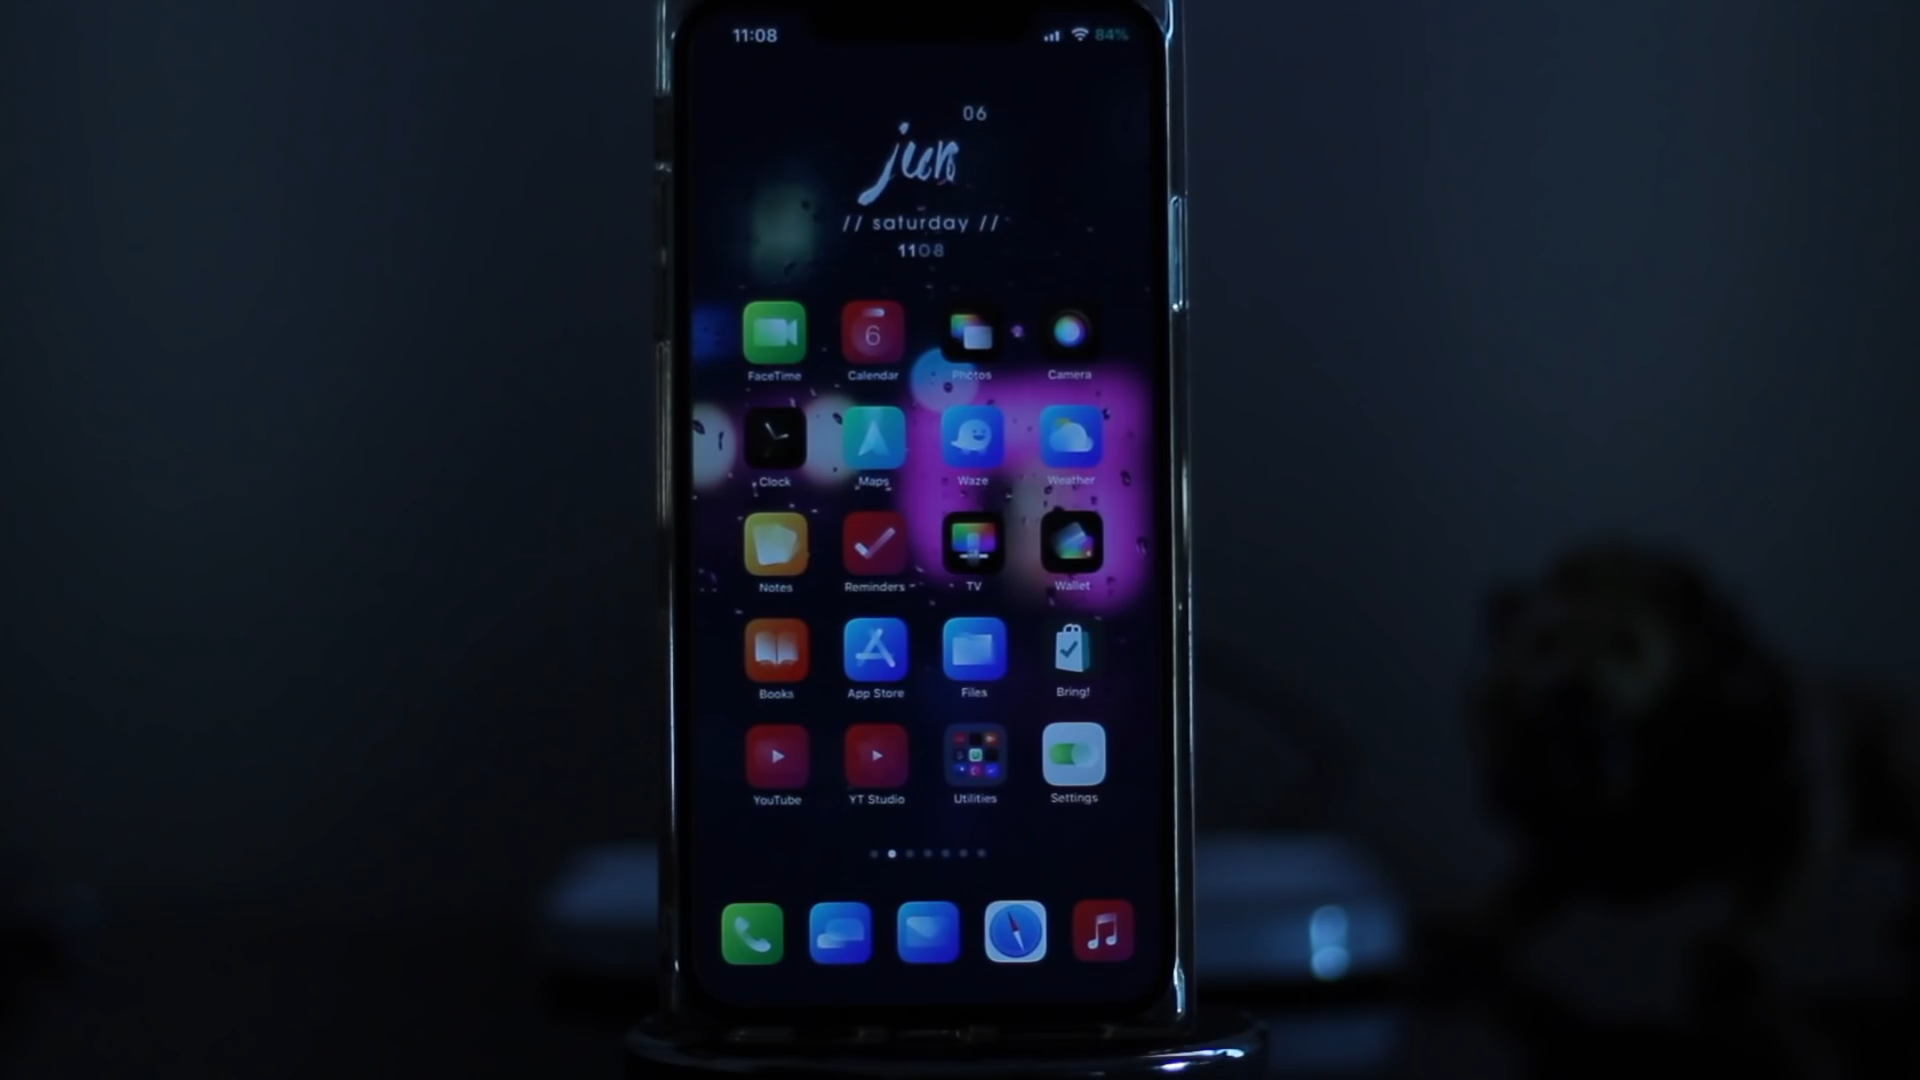 11:08 84%
06
jun
// saturday //
1108
FaceTime Calendar Photos Camera
6
Clock Maps Waze Weather
Notes Reminders TV Wallet
Books App Store Files Bring!
YouTube YT Studio Utilities Settings